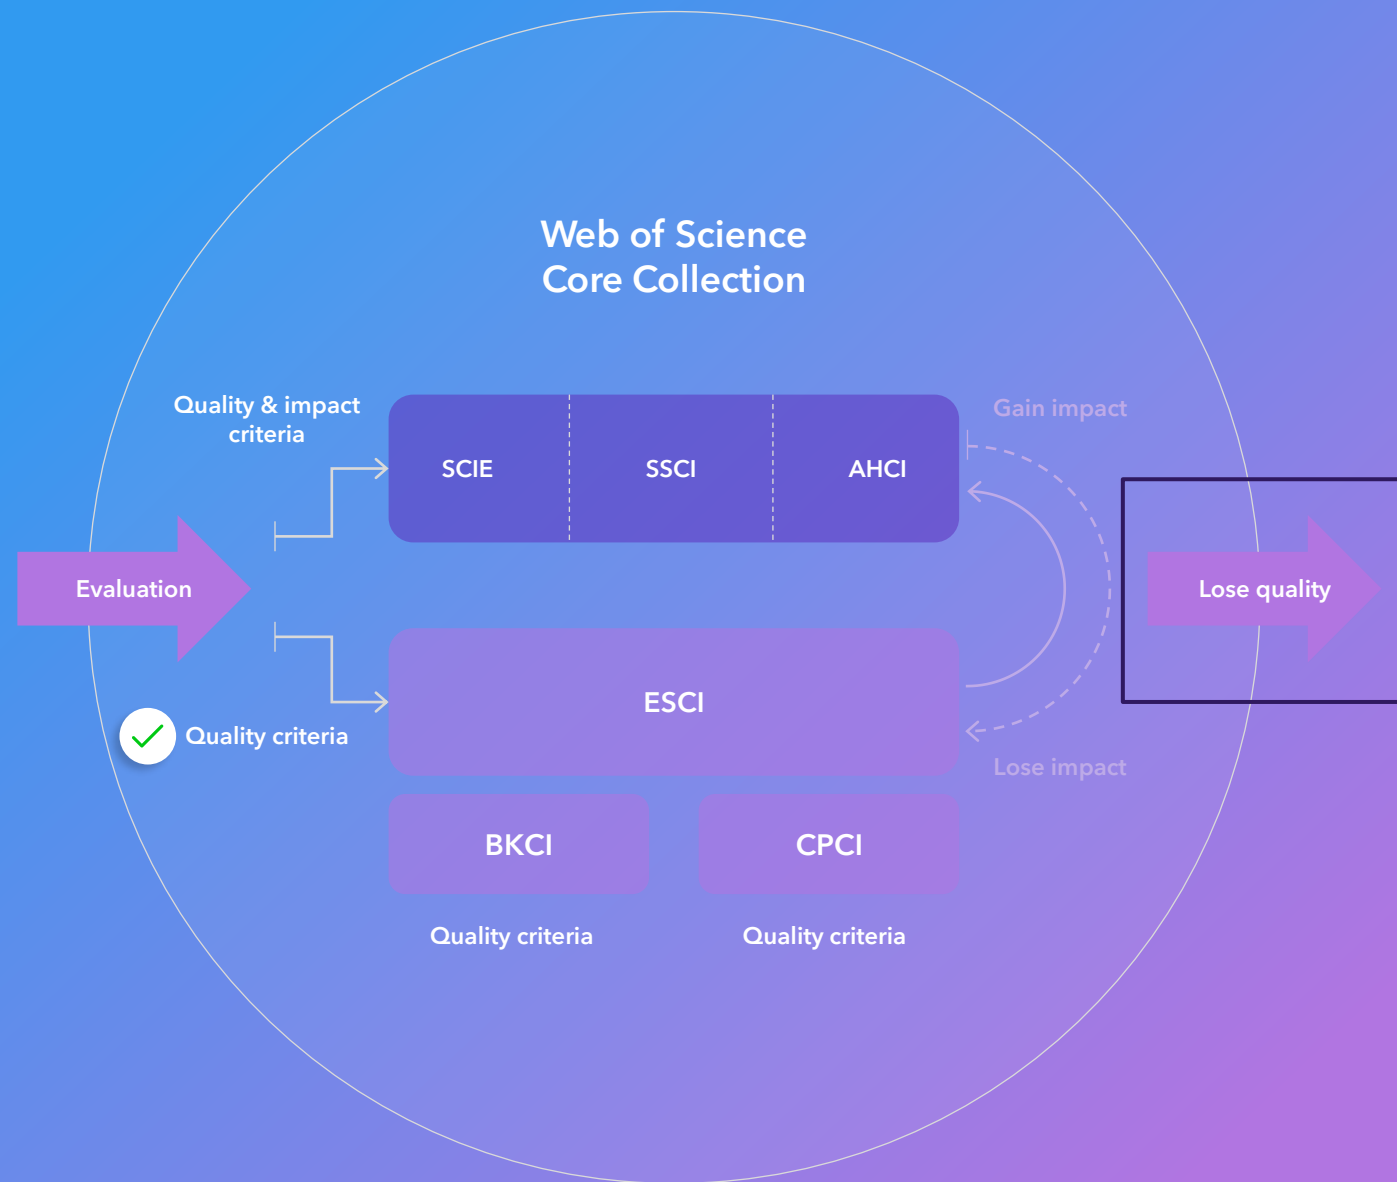 Web of Science
Core Collection
Quality & impact
criteria
Gain impact
SCIE
SSCI
AHCI
Evaluation
Lose quality
ESCI
Quality criteria
Lose impact
BKCI
CPCI
Quality criteria
Quality criteria